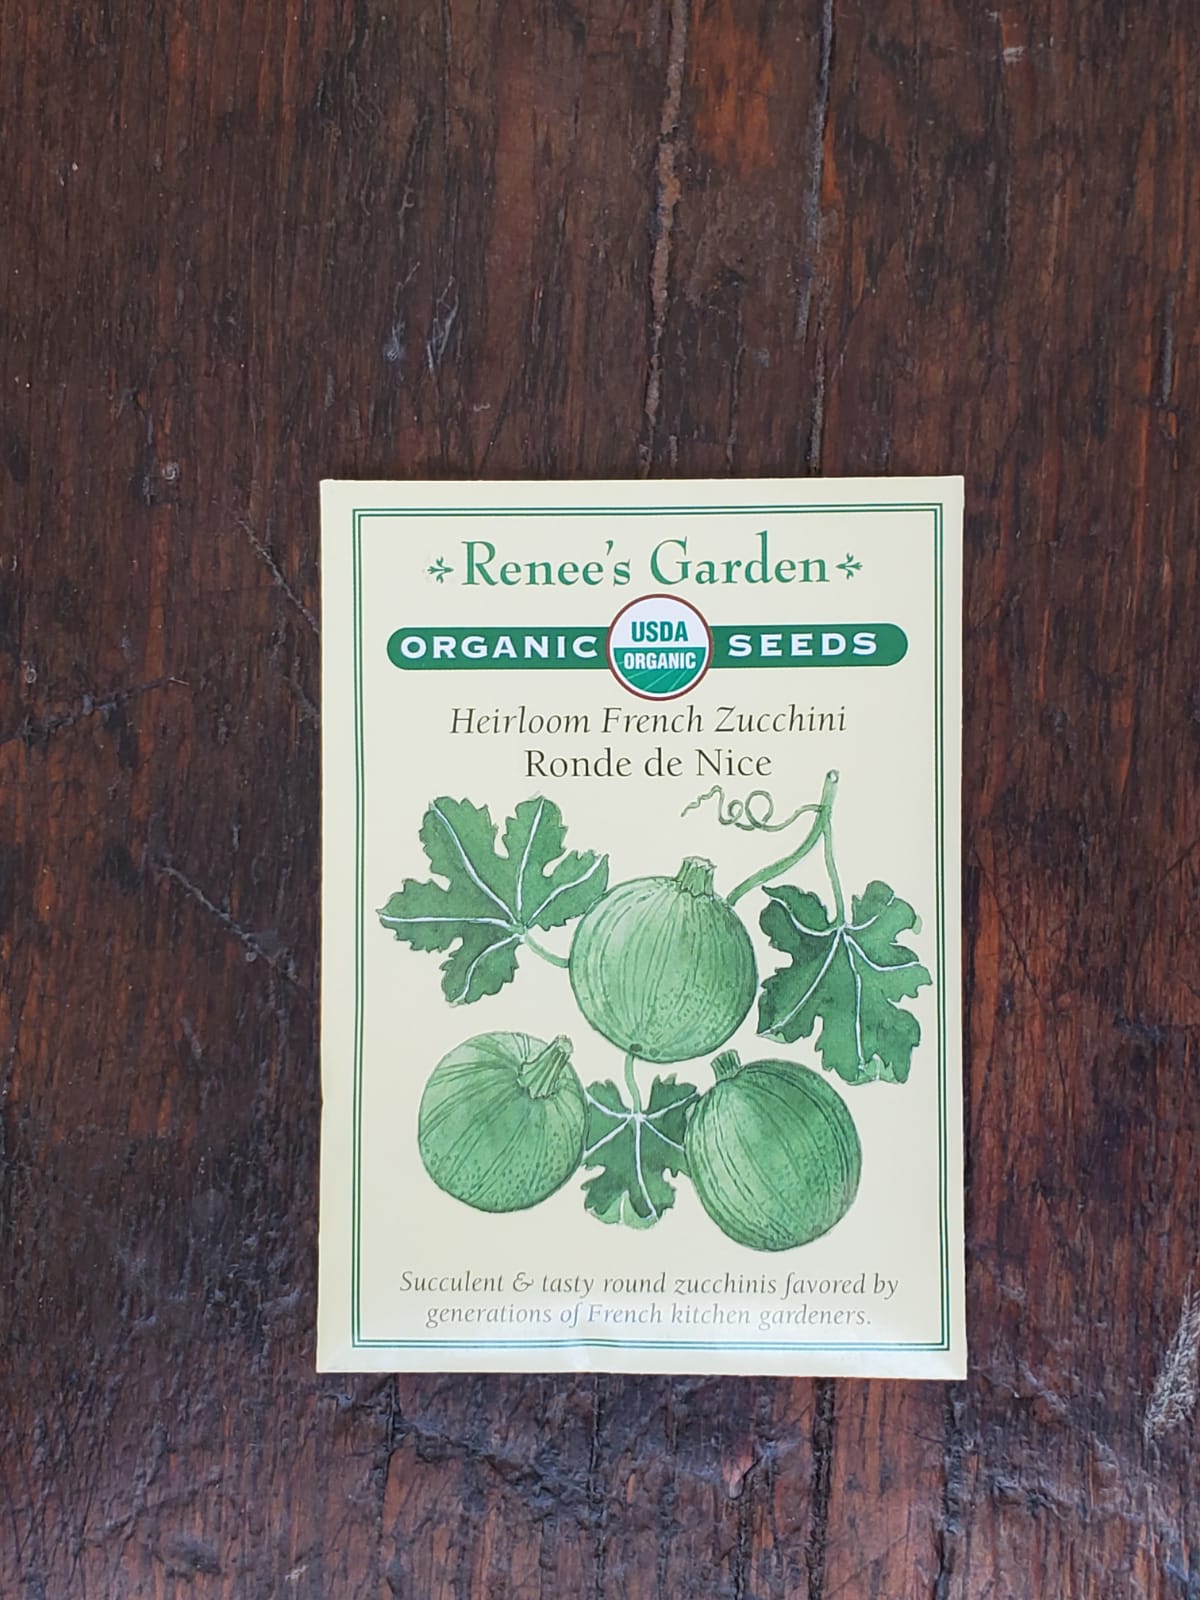 Renee's Garden
ORGANIC USDA ORGANIC SEEDS
Heirloom French Zucchini
Ronde de Nice
Succulent & tasty round zucchinis favored by
generations of French kitchen gardeners.